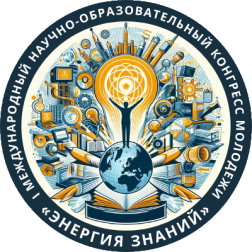 I МЕЖДУНАРОДНЫЙ НАУЧНО-ОБРАЗОВАТЕЛЬНЫЙ КОНГРЕСС МОЛОДЕЖИ
«ЭНЕРГИЯ ЗНАНИЙ»